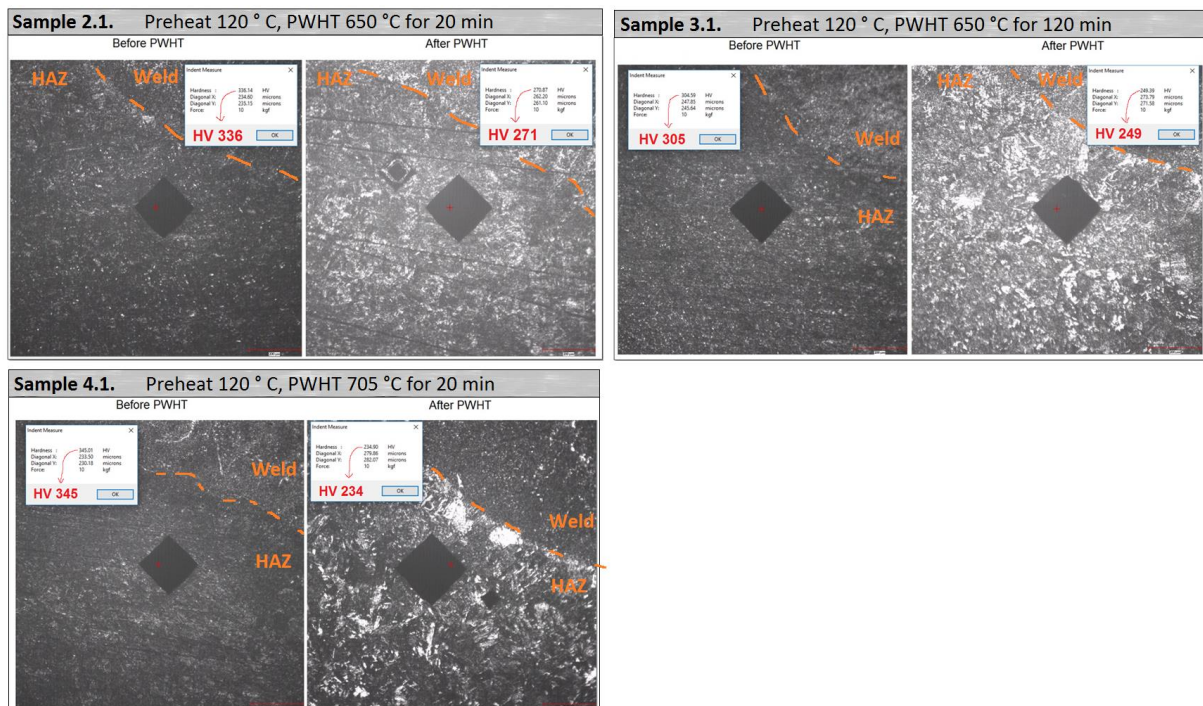 Sample 2.1. Preheat 120 ° C, PWHT 650 °C for 20 min
Before PWHT
After PWHT
HAZ
Weld
Indent Measure
Hardness : 336.14 HV
Diagonal X: 234.60 microns
Diagonal Y: 235.15 microns
Force: 10 kgf
HV 336
OK
HAZ
Weld
Indent Measure
Hardness : 270.87 HV
Diagonal X: 262.20 microns
Diagonal Y: 261.10 microns
Force: 10 kgf
HV 271
OK
Sample 3.1. Preheat 120 ° C, PWHT 650 °C for 120 min
Before PWHT
After PWHT
Indent Measure
Hardness : 304.59 HV
Diagonal X: 247.83 microns
Diagonal Y: 245.64 microns
Force: 10 kgf
HV 305
OK
Weld
HAZ
HAZ
Weld
Indent Measure
Hardness : 249.39 HV
Diagonal X: 273.79 microns
Diagonal Y: 271.58 microns
Force: 10 kgf
HV 249
OK
Sample 4.1. Preheat 120 ° C, PWHT 705 °C for 20 min
Before PWHT
After PWHT
Indent Measure
Hardness : 345.01 HV
Diagonal X: 233.50 microns
Diagonal Y: 230.18 microns
Force: 10 kgf
HV 345
OK
Weld
HAZ
Indent Measure
Hardness : 234.90 HV
Diagonal X: 279.86 microns
Diagonal Y: 282.07 microns
Force: 10 kgf
HV 234
OK
Weld
HAZ